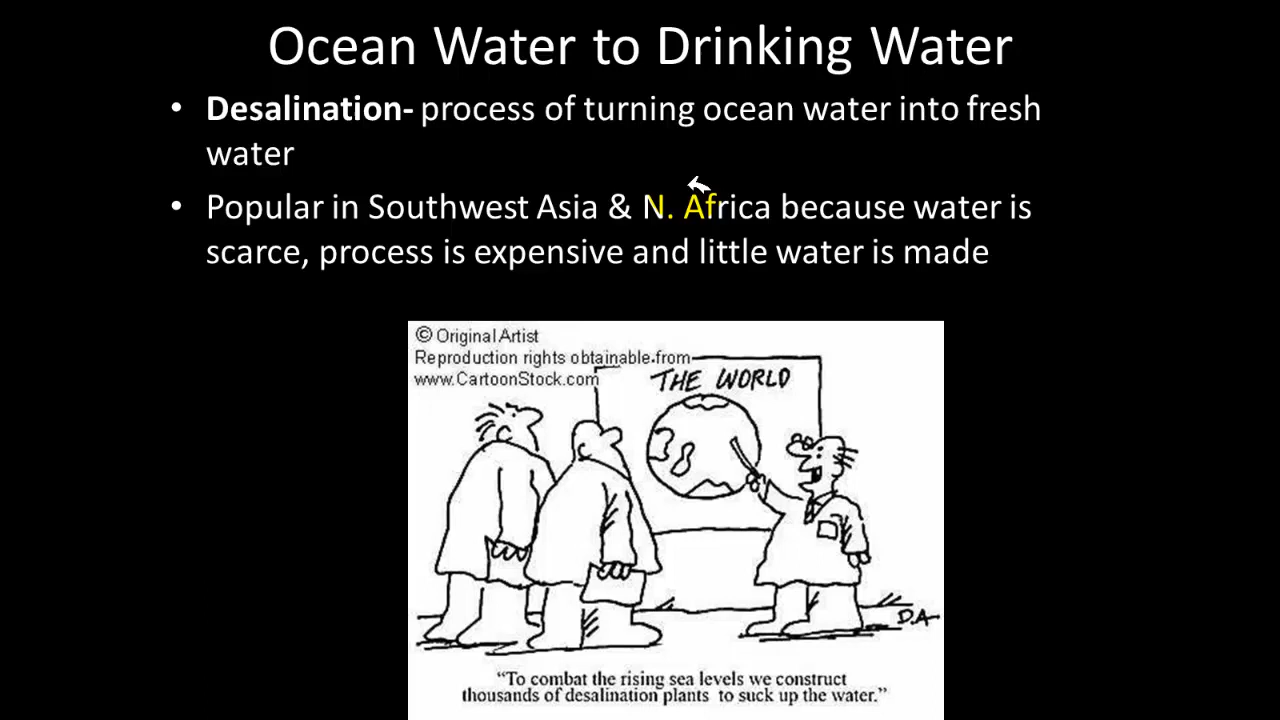 Ocean Water to Drinking Water
• Desalination- process of turning ocean water into fresh
water
• Popular in Southwest Asia & N. Africa because water is
scarce, process is expensive and little water is made
© Original Artist
Reproduction rights obtainable from
www.CartoonStock.com
THE WORLD
D.A
“To combat the rising sea levels we construct
thousands of desalination plants to suck up the water.”